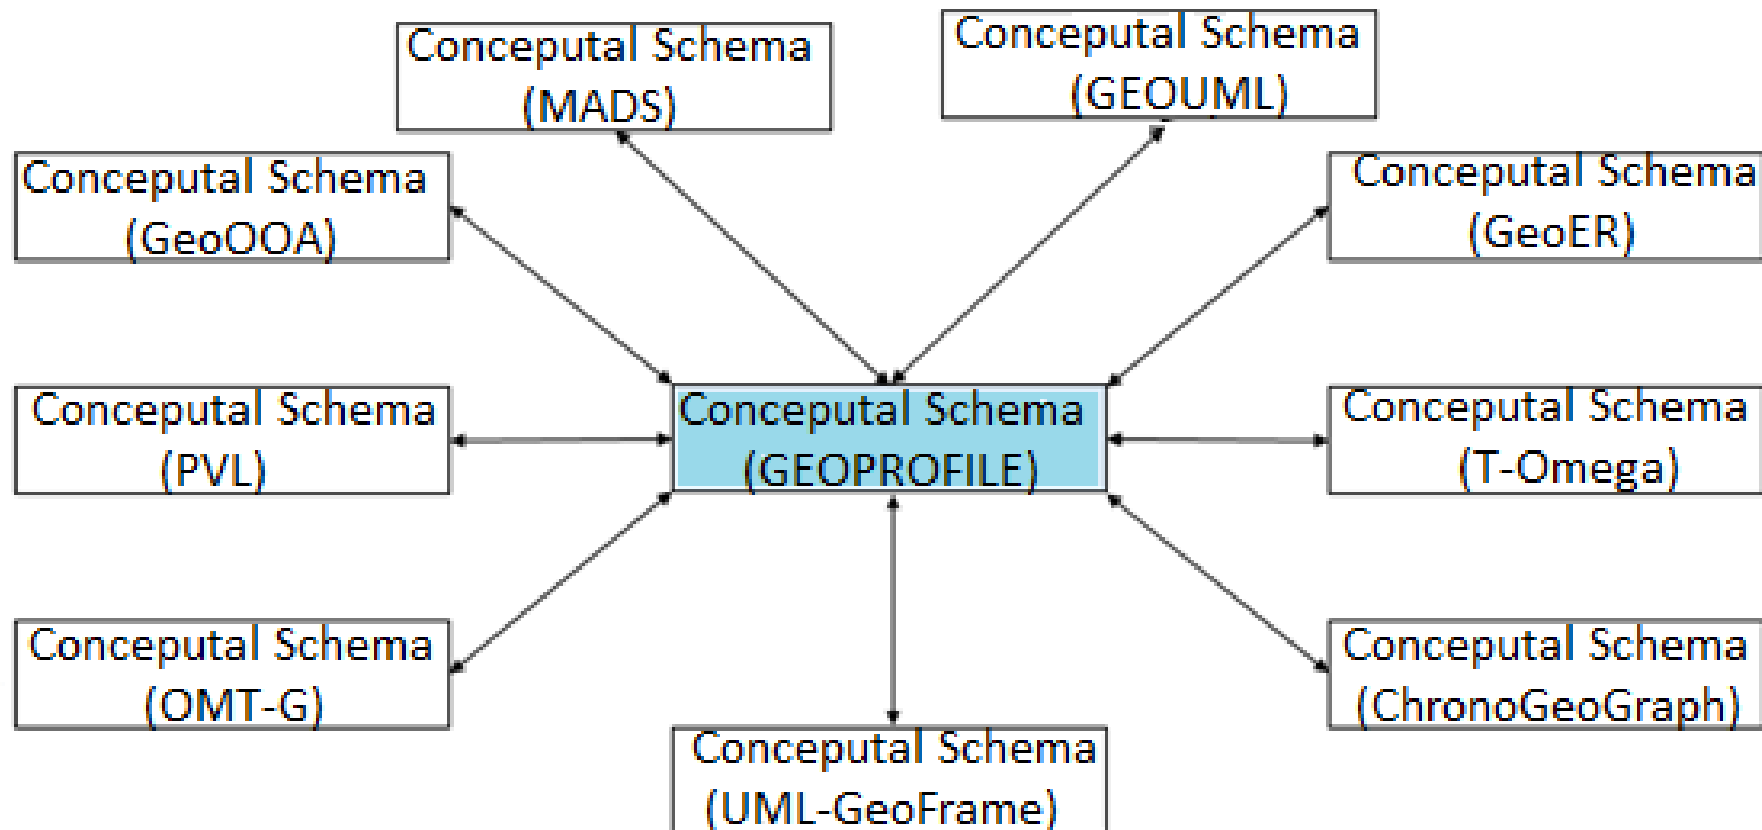 Conceputal Schema
(MADS)
Conceputal Schema
(GEOUML)
Conceputal Schema
(GeoOOA)
Conceputal Schema
(GeoER)
Conceputal Schema
(PVL)
Conceputal Schema
(GEOPROFILE)
Conceputal Schema
(T-Omega)
Conceputal Schema
(OMT-G)
Conceputal Schema
(UML-GeoFrame)
Conceputal Schema
(ChronoGeoGraph)